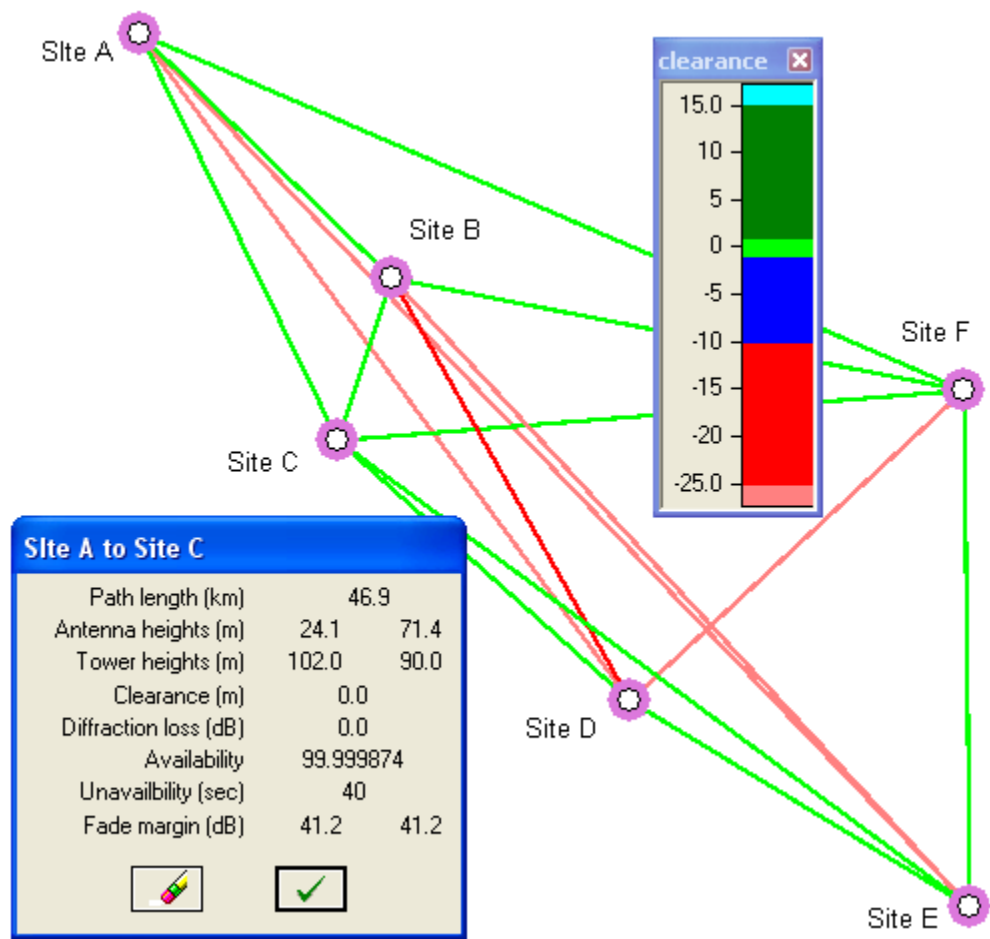 SIte A
clearance
15.0
10
5
0
-5
-10
-15
-20
-25.0
Site B
Site F
Site C
SIte A to Site C
Path length (km) 46.9
Antenna heights (m) 24.1 71.4
Tower heights (m) 102.0 90.0
Clearance (m) 0.0
Diffraction loss (dB) 0.0
Availability 99.999874
Unavailbility (sec) 40
Fade margin (dB) 41.2 41.2
Site D
Site E